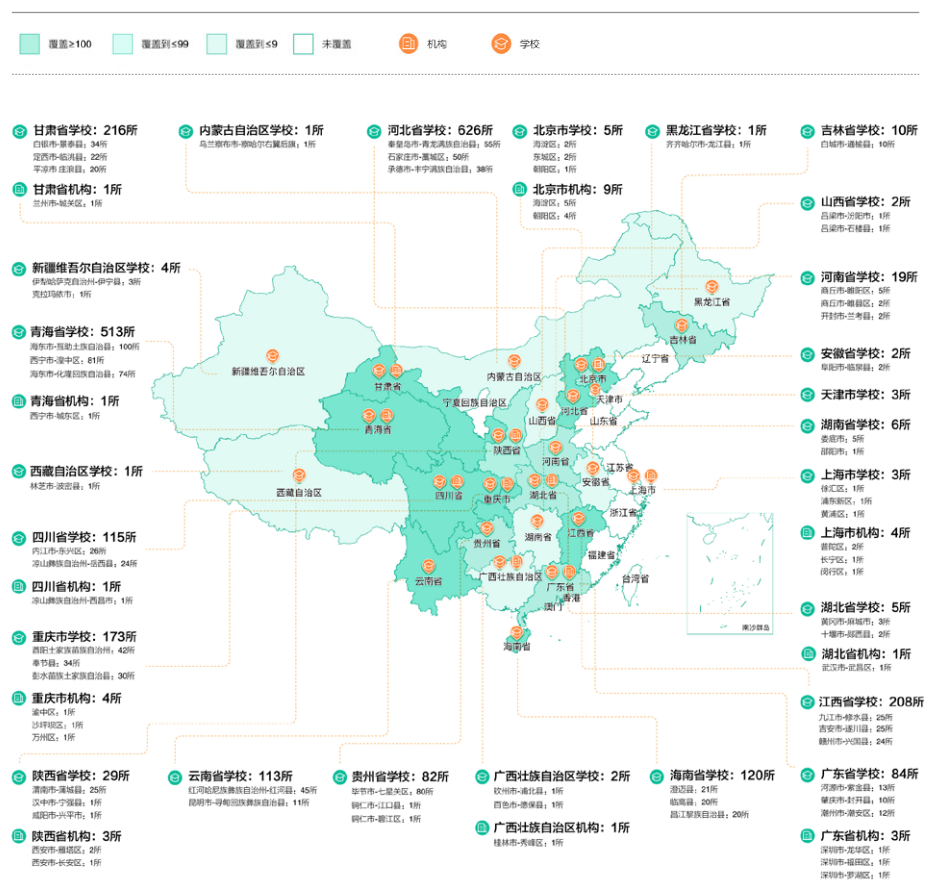 覆盖≥100
覆盖到≤99
覆盖到≤9
未覆盖
机构
学校
甘肃省学校：216所
白银市-景泰县：34所
定西市-临洮县：22所
平凉市 庄浪县：20所
甘肃省机构：1所
兰州市-城关区：1所
内蒙古自治区学校：1所
乌兰察布市-察哈尔右翼后旗：1所
河北省学校：626所
秦皇岛市-青龙满族自治县：55所
石家庄市-藁城区：50所
承德市-丰宁满族自治县：38所
北京市学校：5所
海淀区：2所
东城区：2所
朝阳区：1所
北京市机构：9所
海淀区：5所
朝阳区：4所
黑龙江省学校：1所
齐齐哈尔市-龙江县：1所
吉林省学校：10所
白城市-通榆县：10所
山西省学校：2所
吕梁市-汾阳市：1所
吕梁市-石楼县：1所
新疆维吾尔自治区学校：4所
伊犁哈萨克自治州-伊宁县：3所
克拉玛依市：1所
河南省学校：19所
商丘市-睢阳区：5所
商丘市-睢县区：2所
开封市-兰考县：2所
青海省学校：513所
海东市-互助土族自治县：100所
西宁市-湟中区：81所
海东市-化隆回族自治县：74所
安徽省学校：2所
阜阳市-临泉县：2所
青海省机构：1所
西宁市-城东区：1所
天津市学校：3所
湖南省学校：6所
娄底市：5所
邵阳市：1所
西藏自治区学校：1所
林芝市-波密县：1所
上海市学校：3所
徐汇区：1所
浦东新区：1所
黄浦区：1所
四川省学校：115所
内江市-东兴区：26所
凉山彝族自治州-越西县：24所
上海市机构：4所
普陀区：2所
长宁区：1所
闵行区：1所
四川省机构：1所
凉山彝族自治州-西昌市：1所
湖北省学校：5所
黄冈市-麻城市：3所
十堰市-郧西县：2所
重庆市学校：173所
酉阳土家族苗族自治州：42所
奉节县：34所
彭水苗族土家族自治县：30所
湖北省机构：1所
武汉市-武昌区：1所
重庆市机构：4所
渝中区：1所
沙坪坝区：1所
万州区：1所
江西省学校：208所
九江市-修水县：25所
吉安市-遂川县：25所
赣州市-兴国县：24所
陕西省学校：29所
渭南市-蒲城县：25所
汉中市-宁强县：1所
咸阳市-兴平市：1所
陕西省机构：3所
西安市-雁塔区：2所
西安市-长安区：1所
云南省学校：113所
红河哈尼族彝族自治州-红河县：45所
昆明市-寻甸回族彝族自治县：11所
贵州省学校：82所
毕节市-七星关区：80所
铜仁市-江口县：1所
铜仁市-碧江区：1所
广西壮族自治区学校：2所
钦州市-浦北县：1所
百色市-德保县：1所
广西壮族自治区机构：1所
桂林市-秀峰区：1所
海南省学校：120所
澄迈县：21所
临高县：20所
昌江黎族自治县：20所
广东省学校：84所
河源市-紫金县：13所
肇庆市-封开县：10所
潮州市-潮安区：12所
广东省机构：3所
深圳市-龙华区：1所
深圳市-福田区：1所
深圳市-罗湖区：1所
黑龙江省
吉林省
辽宁省
新疆维吾尔自治区
内蒙古自治区
北京市
甘肃省
宁夏回族自治区
天津市
河北省
山西省
山东省
青海省
陕西省
河南省
江苏省
安徽省
上海市
西藏自治区
四川省
重庆市
湖北省
浙江省
贵州省
湖南省
江西省
福建省
云南省
广西壮族自治区
广东省
台湾省
香港
澳门
海南省
南沙群岛